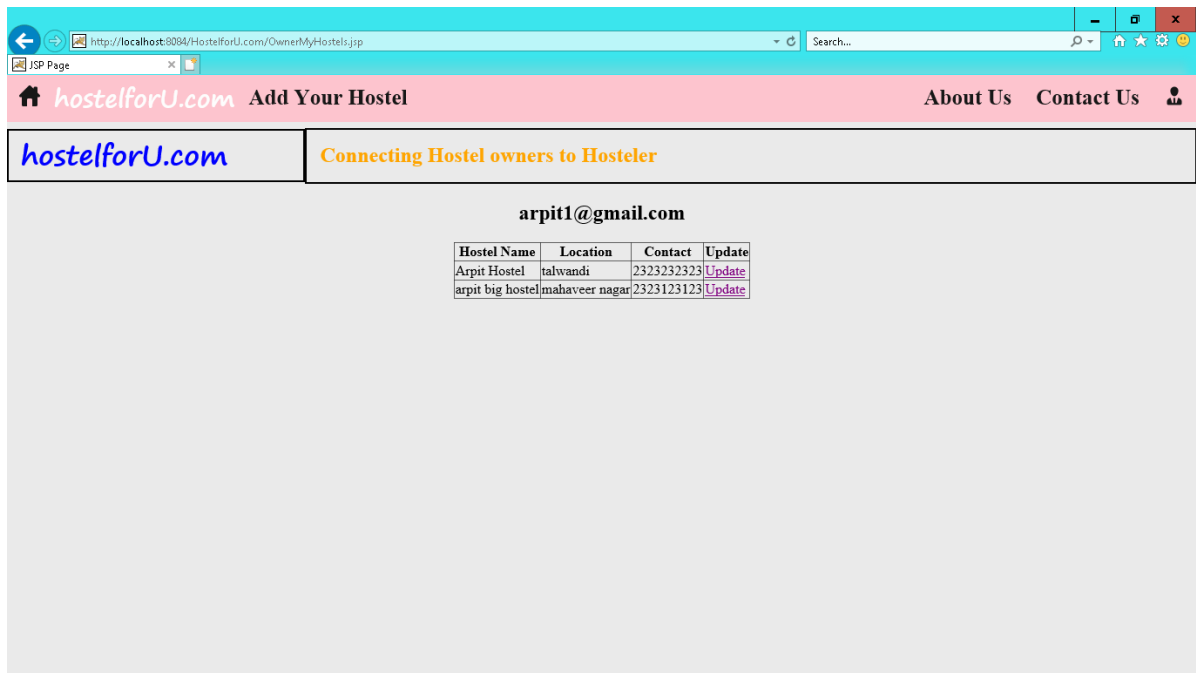 http://localhost:8084/HostelforU.com/OwnerMyHostels.jsp Search...
JSP Page
hostelforU.com Add Your Hostel About Us Contact Us
hostelforU.com Connecting Hostel owners to Hosteler
arpit1@gmail.com
Hostel Name Location Contact Update
Arpit Hostel talwandi 2323232323 Update
arpit big hostel mahaveer nagar 2323123123 Update